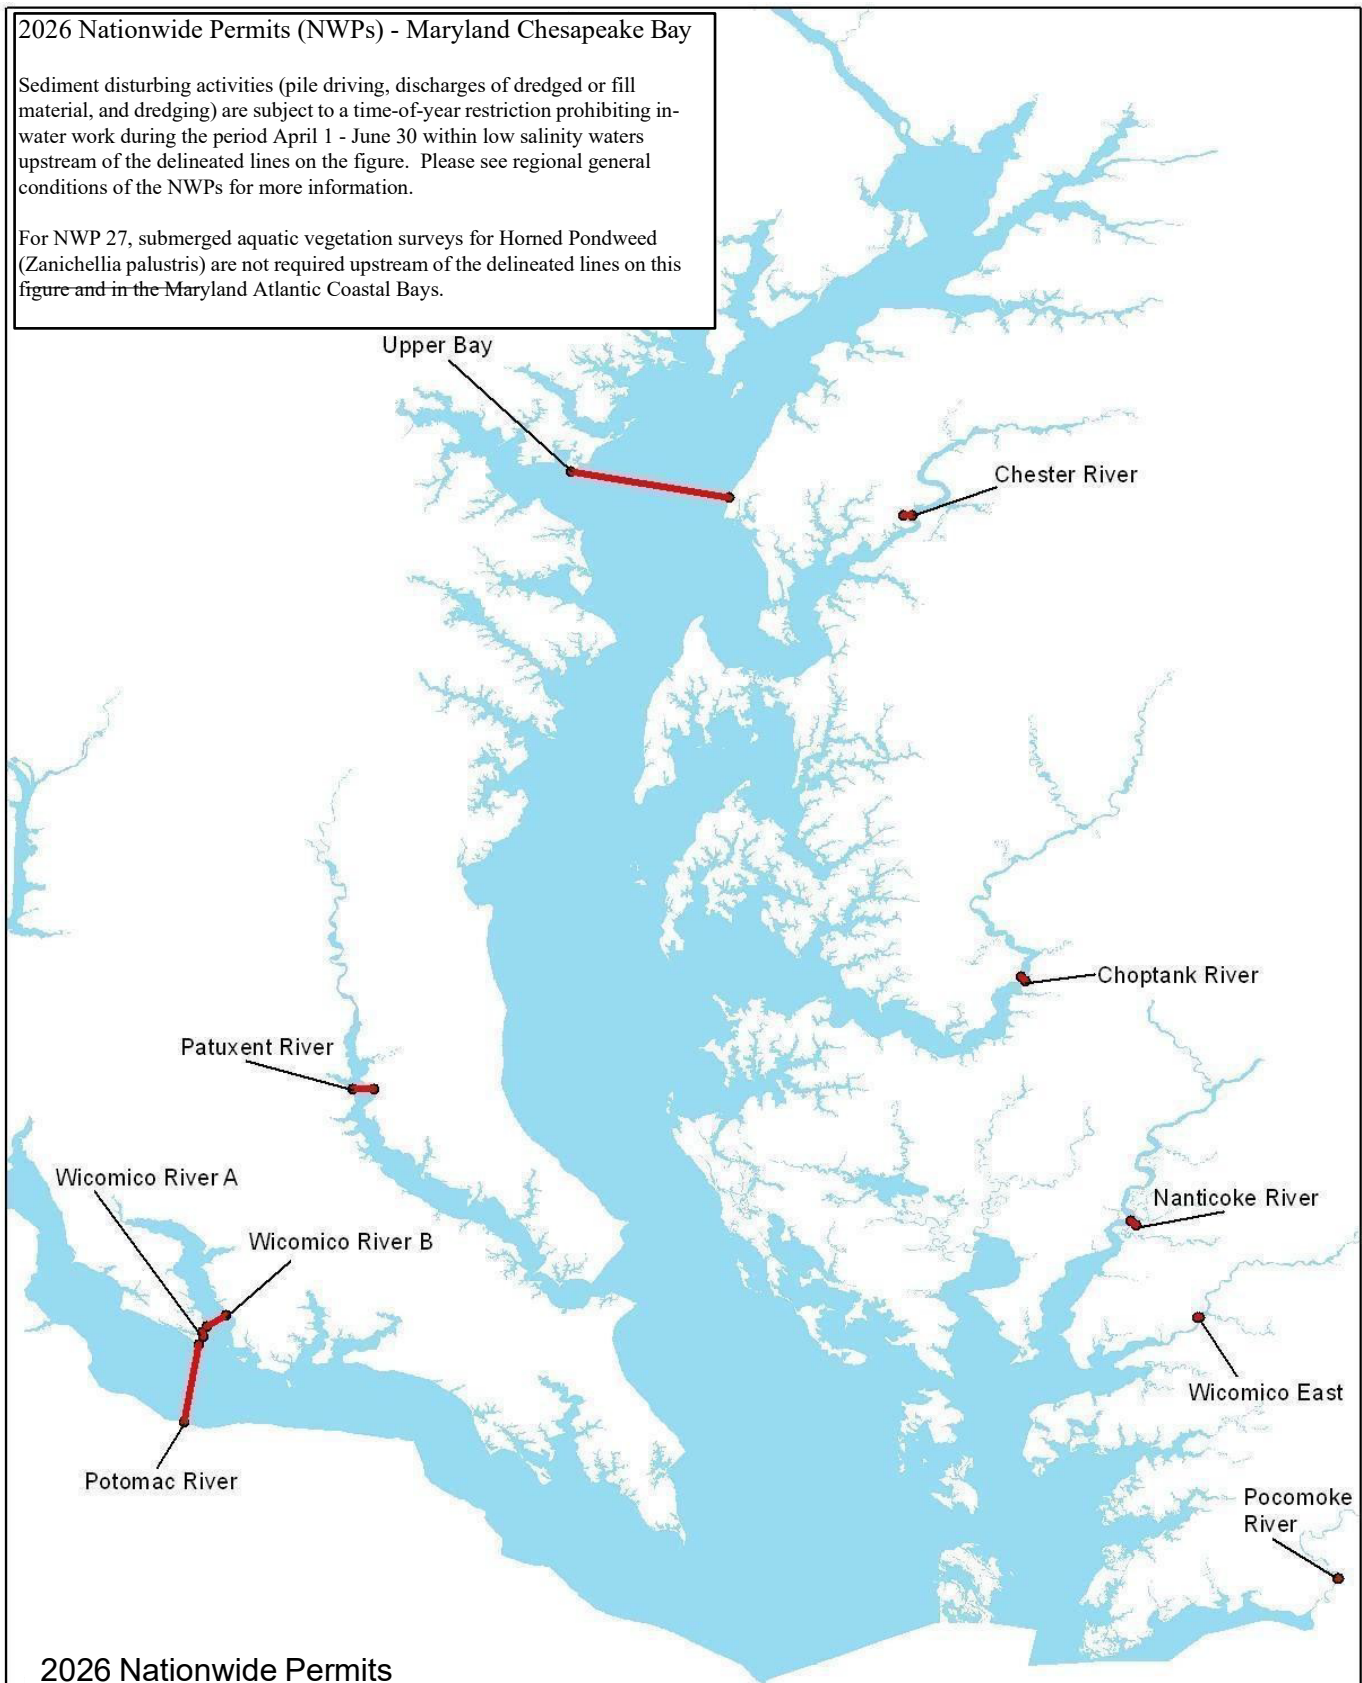 2026 Nationwide Permits (NWPs) - Maryland Chesapeake Bay
Sediment disturbing activities (pile driving, discharges of dredged or fill
material, and dredging) are subject to a time-of-year restriction prohibiting in-
water work during the period April 1 - June 30 within low salinity waters
upstream of the delineated lines on the figure.  Please see regional general
conditions of the NWPs for more information.
For NWP 27, submerged aquatic vegetation surveys for Horned Pondweed
(Zanichellia palustris) are not required upstream of the delineated lines on this
figure and in the Maryland Atlantic Coastal Bays.
Upper Bay
Chester River
Choptank River
Patuxent River
Wicomico River A
Nanticoke River
Wicomico River B
Wicomico East
Potomac River
Pocomoke
River
2026 Nationwide Permits